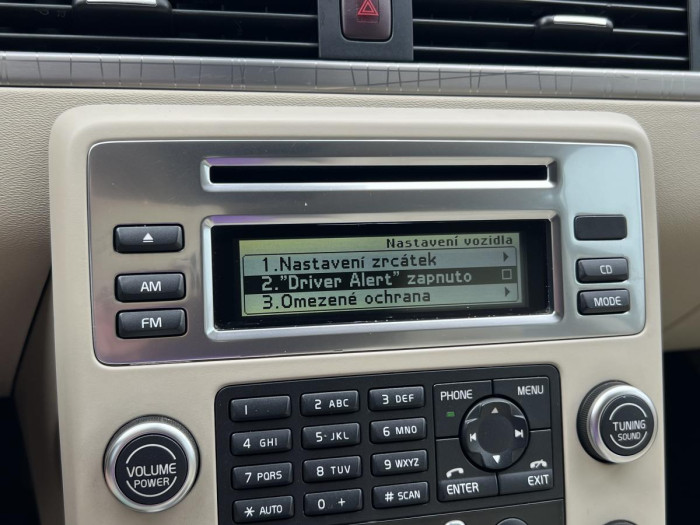 Nastavení vozidla
1.Nastavení zrcátek
2."Driver Alert" zapnuto
3.Omezené ochrana
AM
FM
CD
MODE
1
2 ABC
3 DEF
4 GHI
5·JKL
6 MNO
7 PQRS
8 TUV
9 WXYZ
* AUTO
0 +
# SCAN
PHONE
MENU
ENTER
EXIT
VOLUME
POWER
TUNING
SOUND